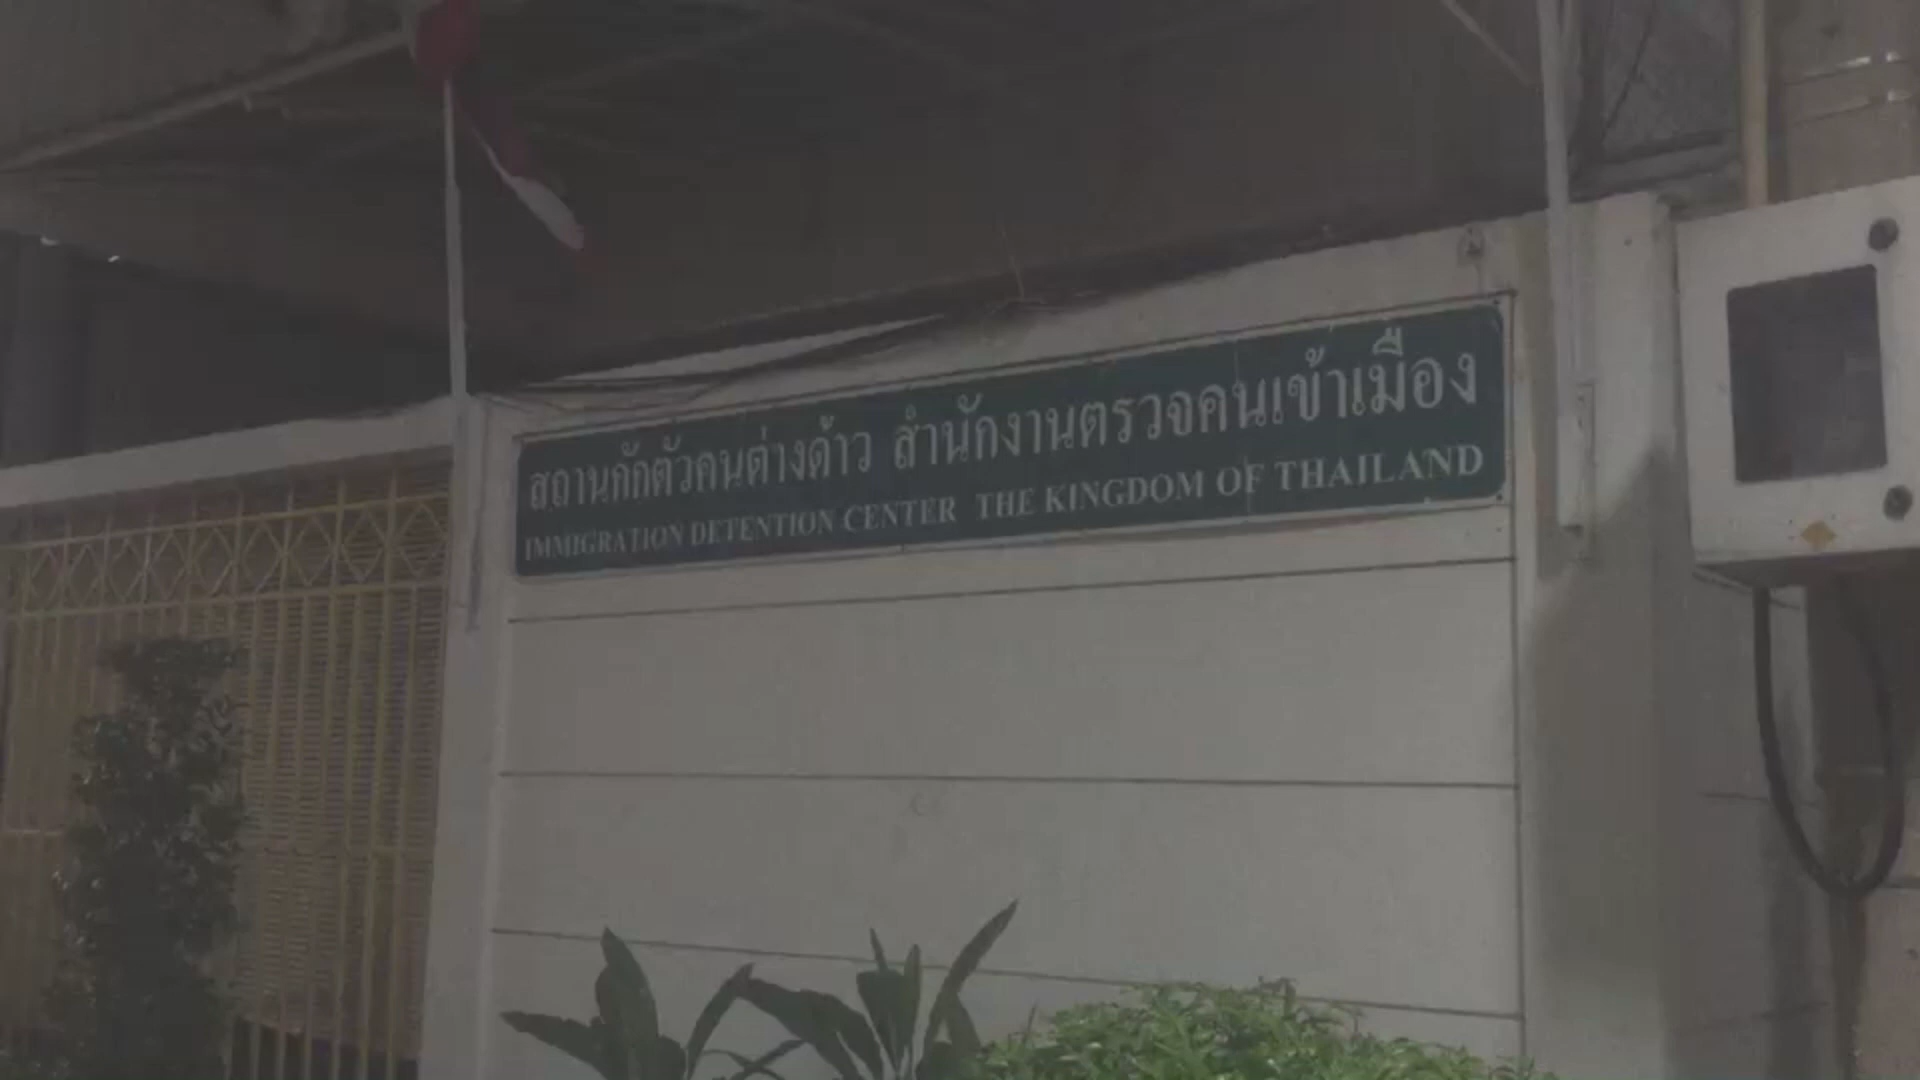 สถานกักตัวคนต่างด้าว สำนักงานตรวจคนเข้าเมือง
IMMIGRATION DETENTION CENTER THE KINGDOM OF THAILAND